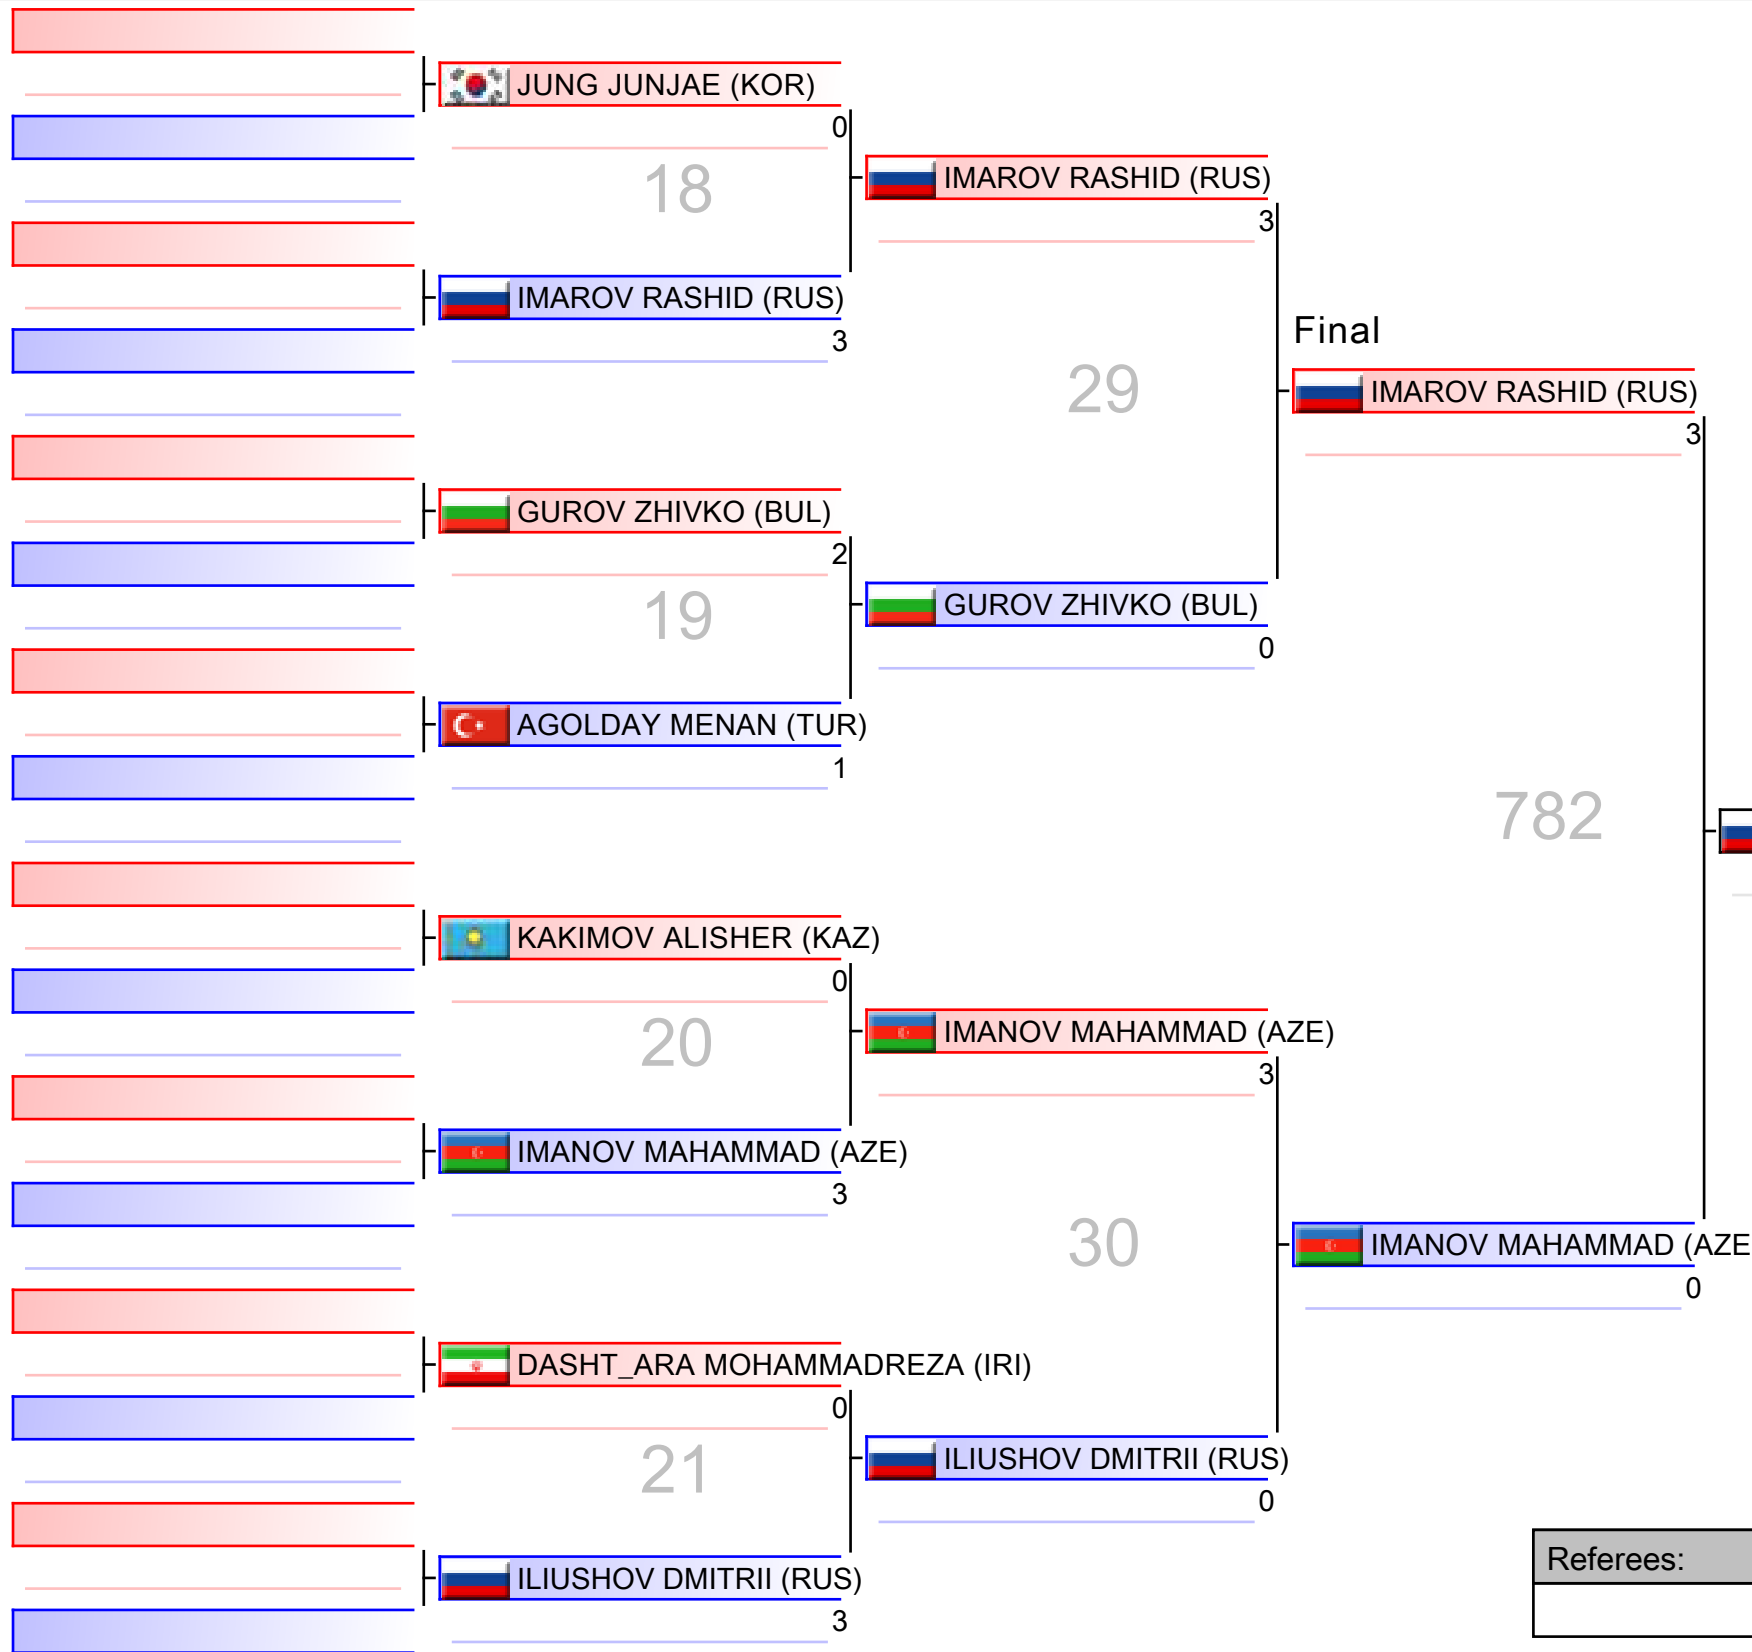 JUNG JUNJAE (KOR)
0
18
IMAROV RASHID (RUS)
3
IMAROV RASHID (RUS)
3
29
Final
IMAROV RASHID (RUS)
3
GUROV ZHIVKO (BUL)
2
19
GUROV ZHIVKO (BUL)
0
AGOLDAY MENAN (TUR)
1
782
KAKIMOV ALISHER (KAZ)
0
20
IMANOV MAHAMMAD (AZE)
3
IMANOV MAHAMMAD (AZE)
3
30
IMANOV MAHAMMAD (AZE
0
DASHT_ARA MOHAMMADREZA (IRI)
0
21
ILIUSHOV DMITRII (RUS)
0
ILIUSHOV DMITRII (RUS)
3
Referees: